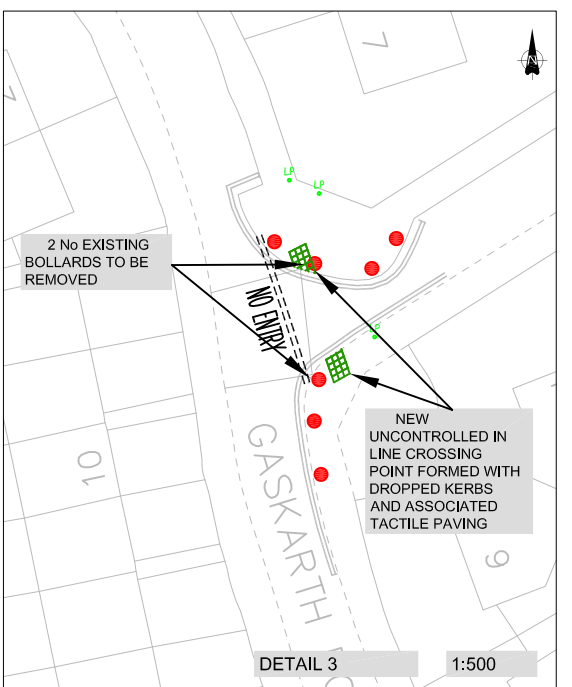 7
N
LP
LP
2 No EXISTING
BOLLARDS TO BE
REMOVED
NO ENTRY
LP
NEW
UNCONTROLLED IN
LINE CROSSING
POINT FORMED WITH
DROPPED KERBS
AND ASSOCIATED
TACTILE PAVING
10
GASKARTH
9
DETAIL 3
1:500